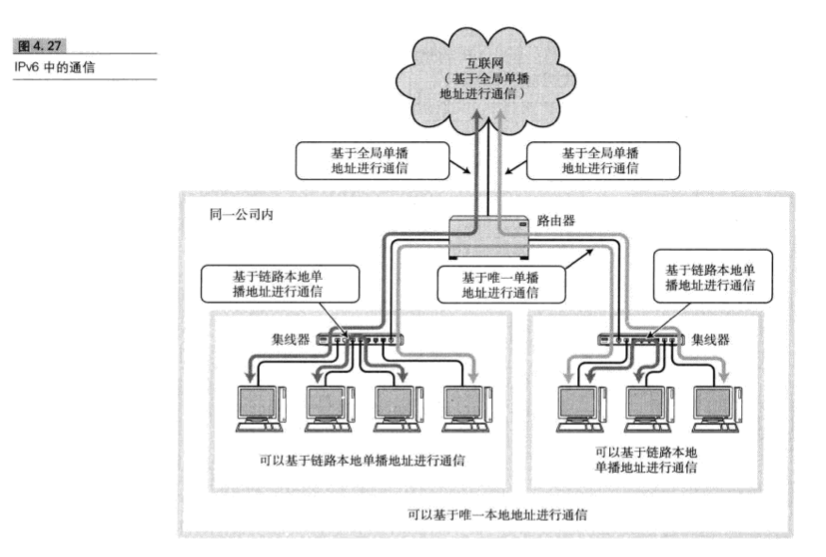 图 4.27
IPv6 中的通信
互联网
（基于全局单播
地址进行通信）
基于全局单播
地址进行通信
基于全局单播
地址进行通信
同一公司内
路由器
基于链路本地单
播地址进行通信
基于唯一单播
地址进行通信
基于链路本地单
播地址进行通信
集线器
集线器
可以基于链路本地单播地址进行通信
可以基于链路本地
单播地址进行通信
可以基于唯一本地地址进行通信